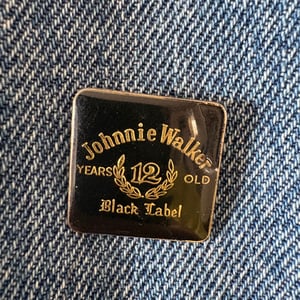 Johnnie Walker
YEARS 12 OLD
Black Label